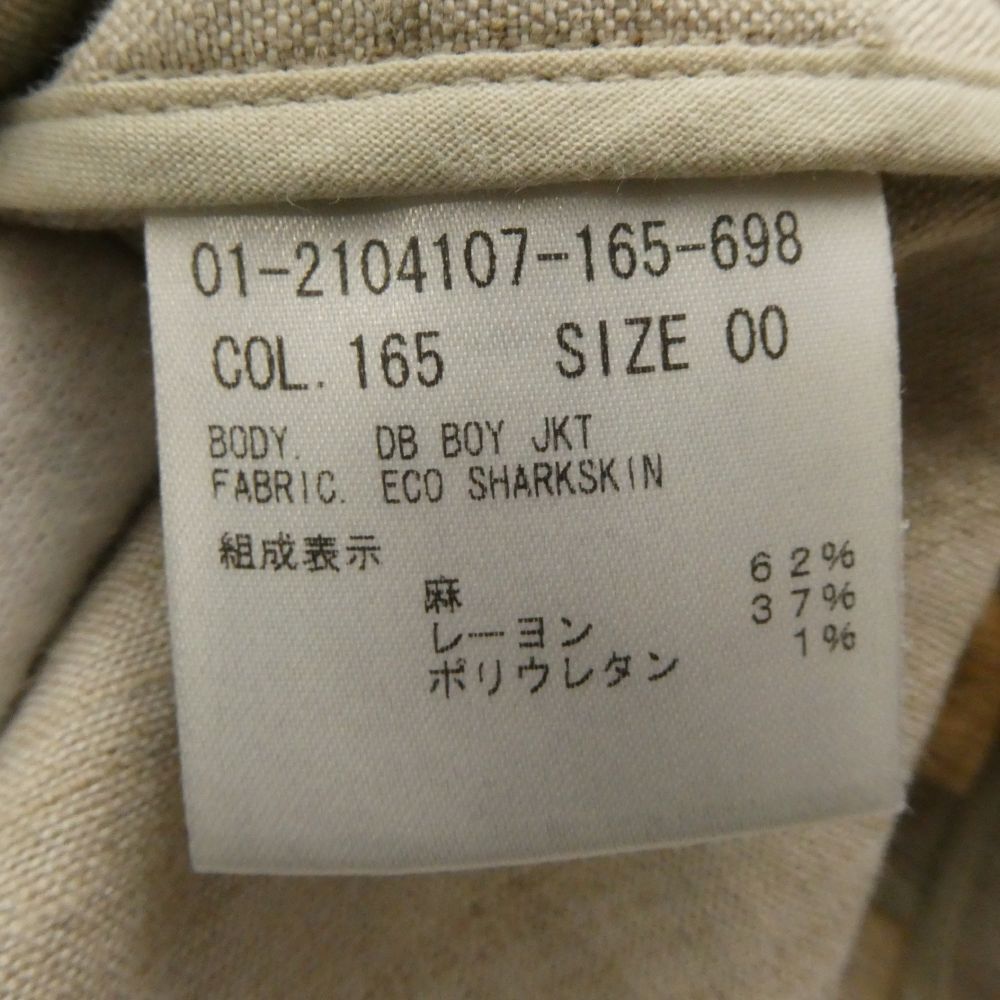 01-2104107-165-698
COL. 165 SIZE 00
BODY. DB BOY JKT
FABRIC. ECO SHARKSKIN
組成表示
麻 62%
レーヨン 37%
ポリウレタン 1%